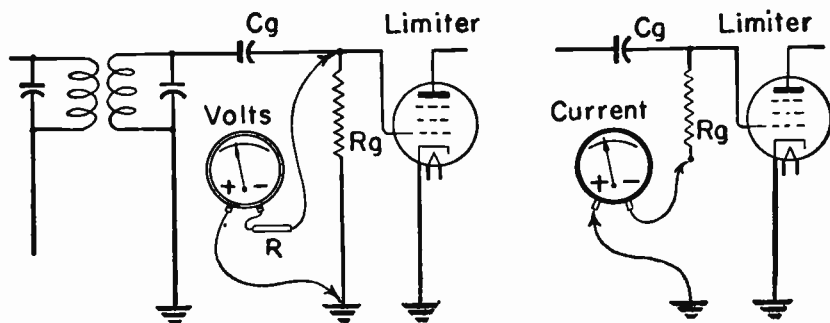 Cg
Limiter
Volts
+ -
Rg
R
Cg
Limiter
Current
+ -
Rg